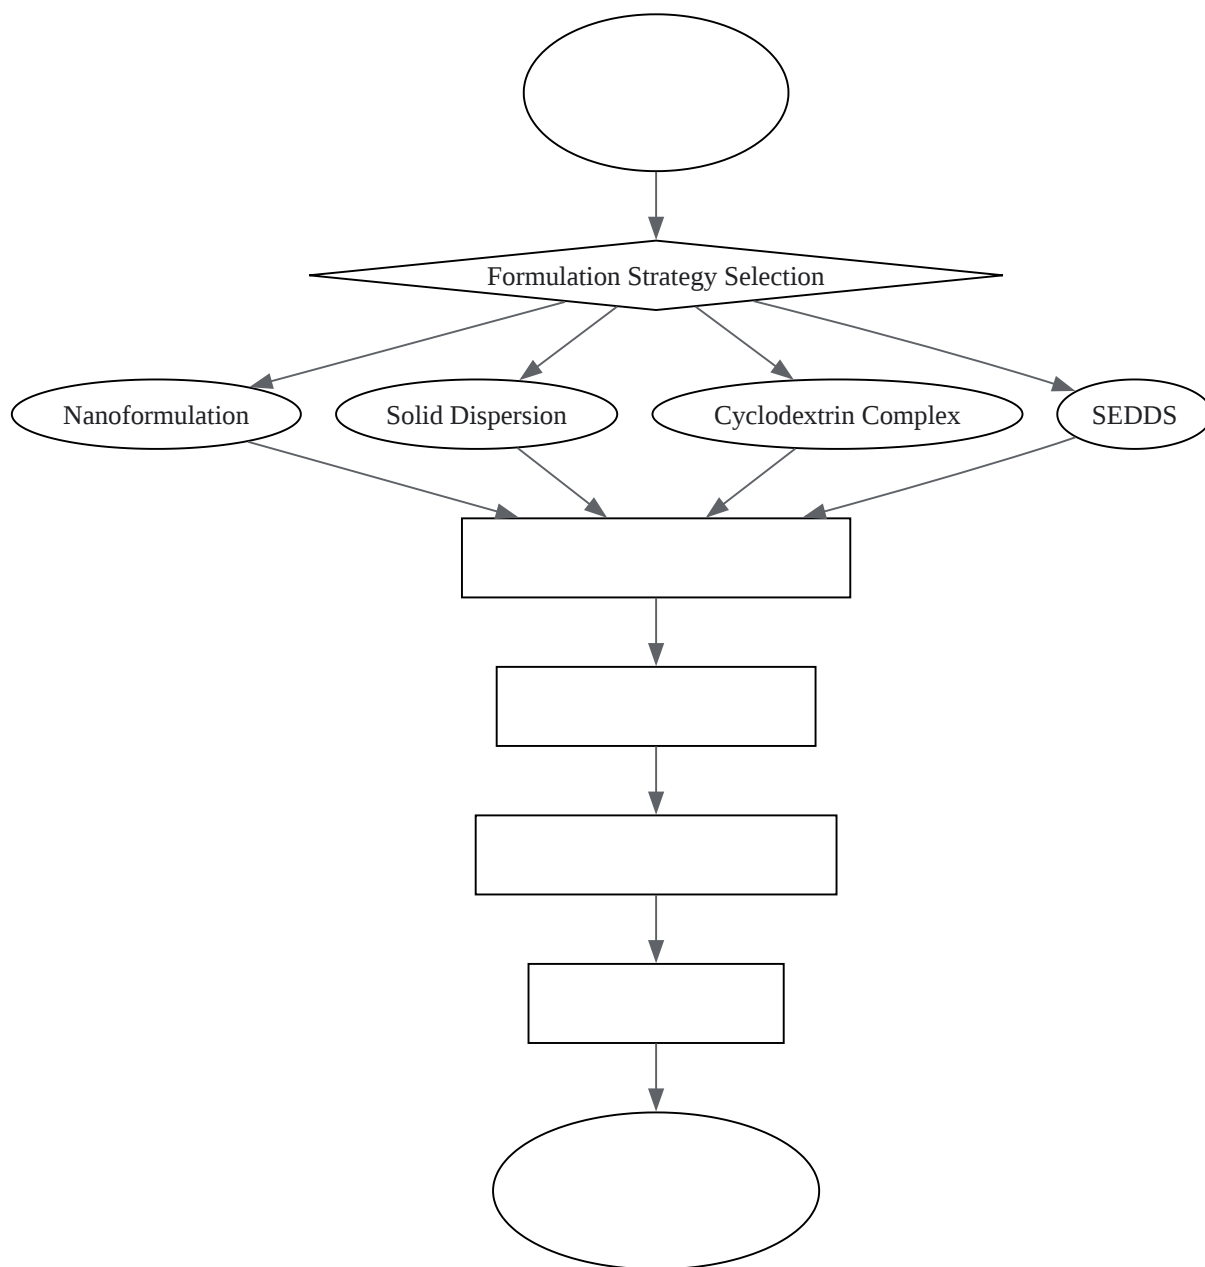 Formulation Strategy Selection
Nanoformulation
Solid Dispersion
Cyclodextrin Complex
SEDDS